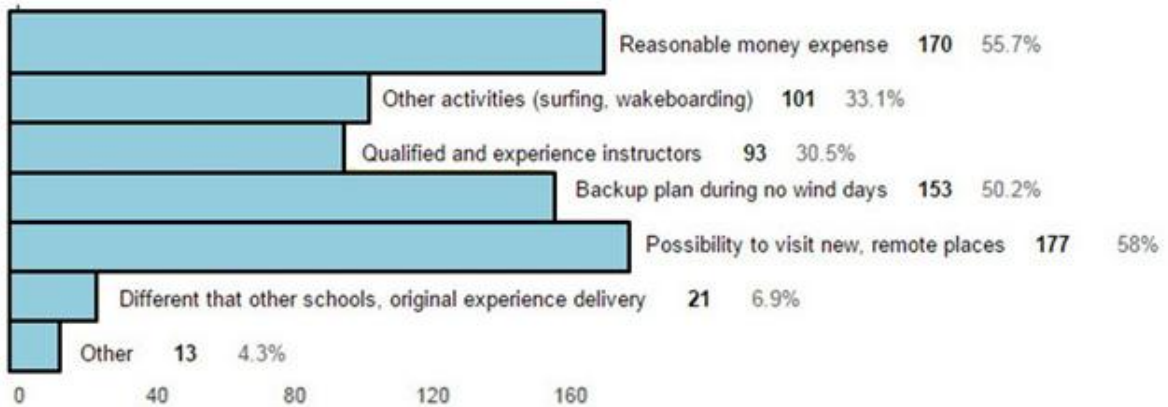 Reasonable money expense 170 55.7%
Other activities (surfing, wakeboarding) 101 33.1%
Qualified and experience instructors 93 30.5%
Backup plan during no wind days 153 50.2%
Possibility to visit new, remote places 177 58%
Different that other schools, original experience delivery 21 6.9%
Other 13 4.3%
0 40 80 120 160